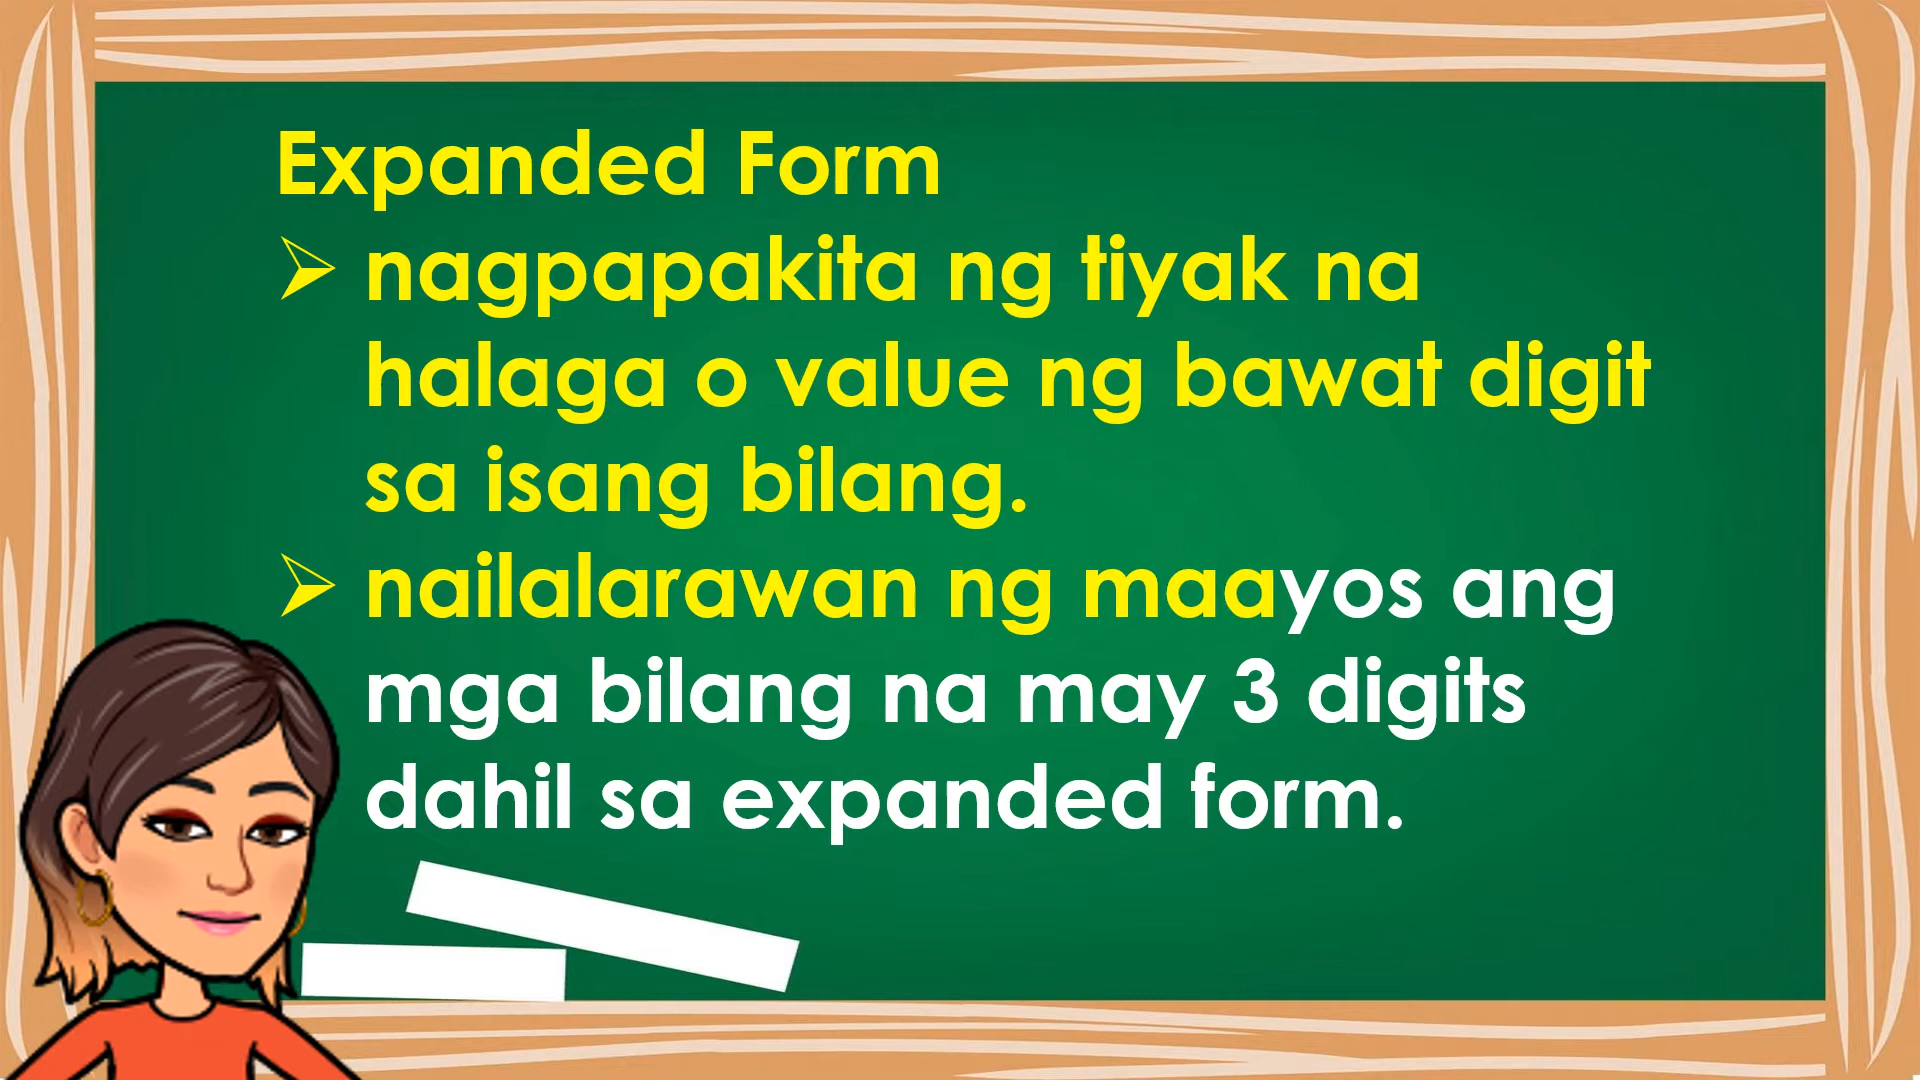 Expanded Form
➢ nagpapakita ng tiyak na
halaga o value ng bawat digit
sa isang bilang.
➢ nailalarawan ng maayos ang
mga bilang na may 3 digits
dahil sa expanded form.